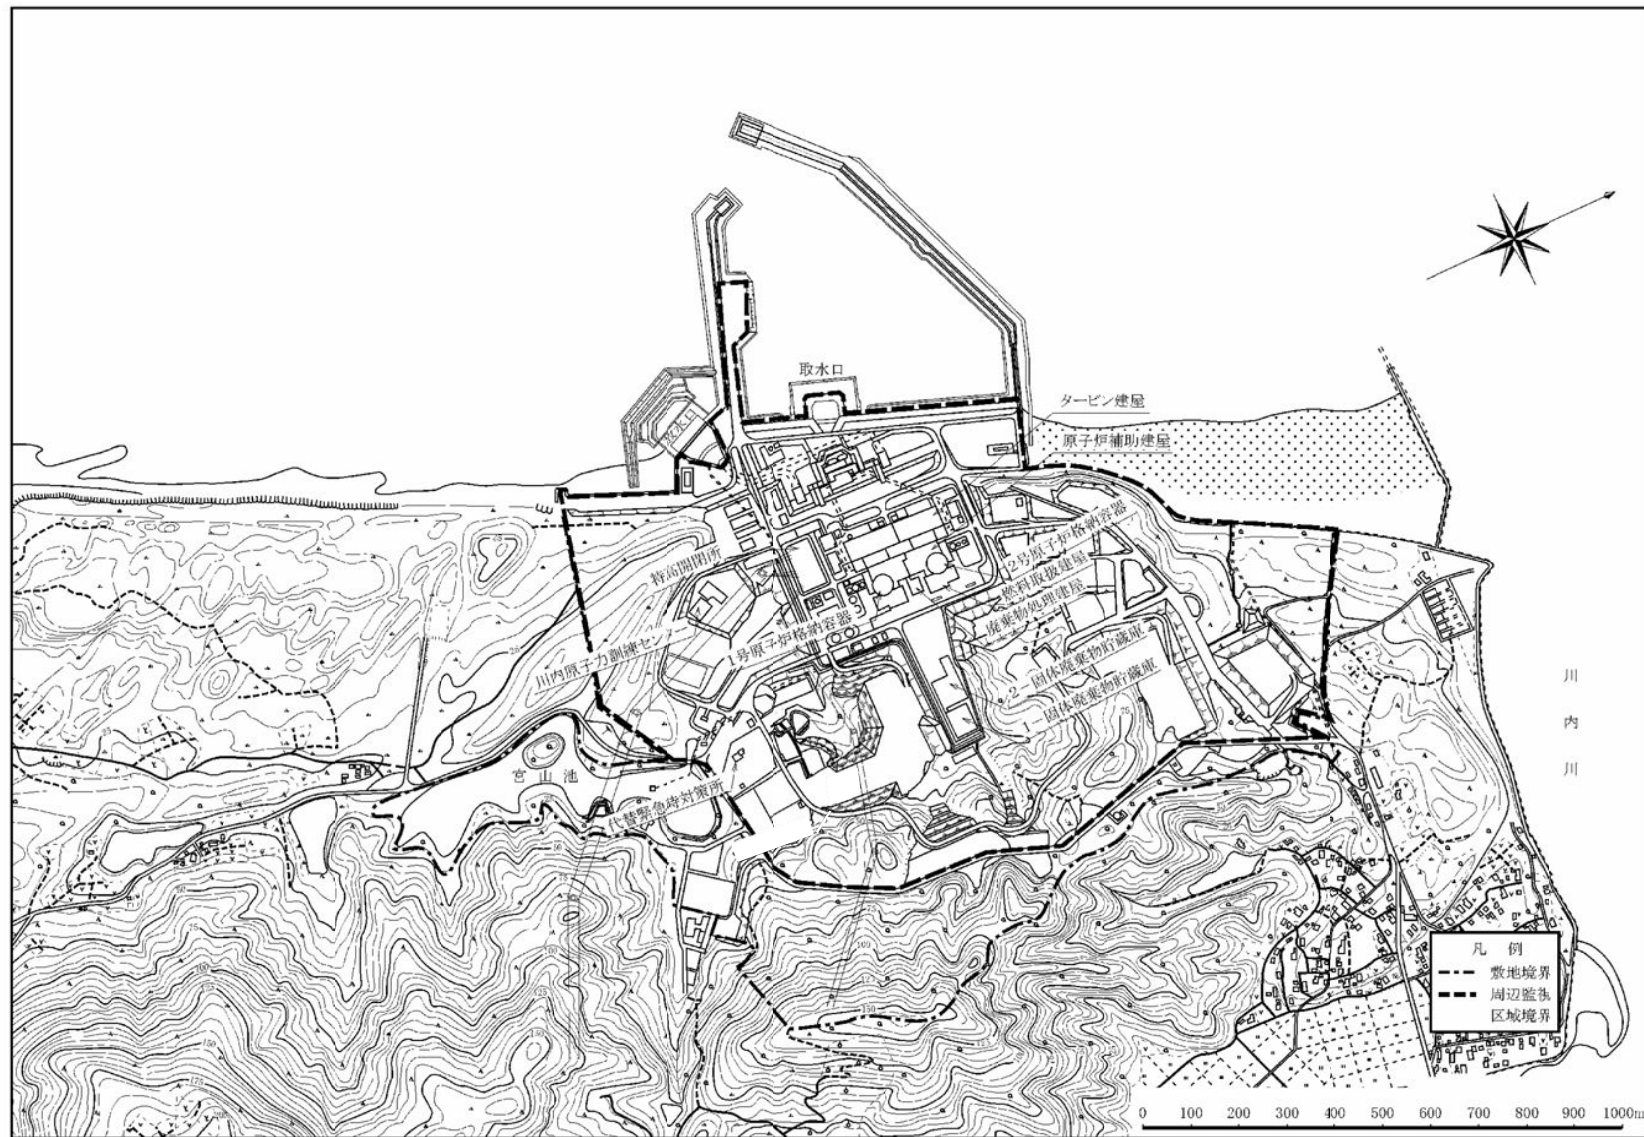 取水口
タービン建屋
原子炉補助建屋
放水口
2号原子炉格納容器
燃料取扱建屋
廃棄物処理建屋
特高開閉所
1号原子炉格納容器
川内原子力訓練センター
2-固体廃棄物貯蔵庫
1-固体廃棄物貯蔵庫
宮山池
代替緊急時対策所
川内川
凡例
敷地境界
周辺監視
区域境界
0 100 200 300 400 500 600 700 800 900 1000m